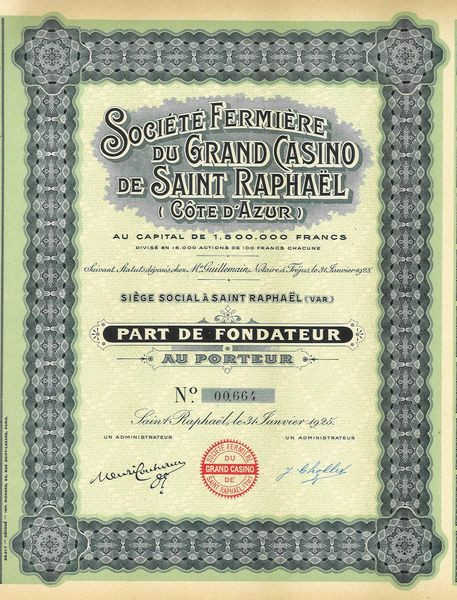 SOCIÉTÉ FERMIÈRE
DU GRAND CASINO
DE SAINT RAPHAËL
(CÔTE D'AZUR)
AU CAPITAL DE 1.500.000 FRANCS
DIVISÉ EN 15.000 ACTIONS DE 100 FRANCS CHACUNE
Suivant Statuts déposés chez Me Guillemain, Notaire à Fréjus, le 31 Janvier 1925.
SIÈGE SOCIAL À SAINT RAPHAËL (VAR)
PART DE FONDATEUR
AU PORTEUR
No. 00,664
Saint Raphaël, le 31 Janvier 1925.
UN ADMINISTRATEUR UN ADMINISTRATEUR
SOCIÉTÉ FERMIÈRE
DU
GRAND CASINO
DE
SAINT RAPHAËL (VAR)